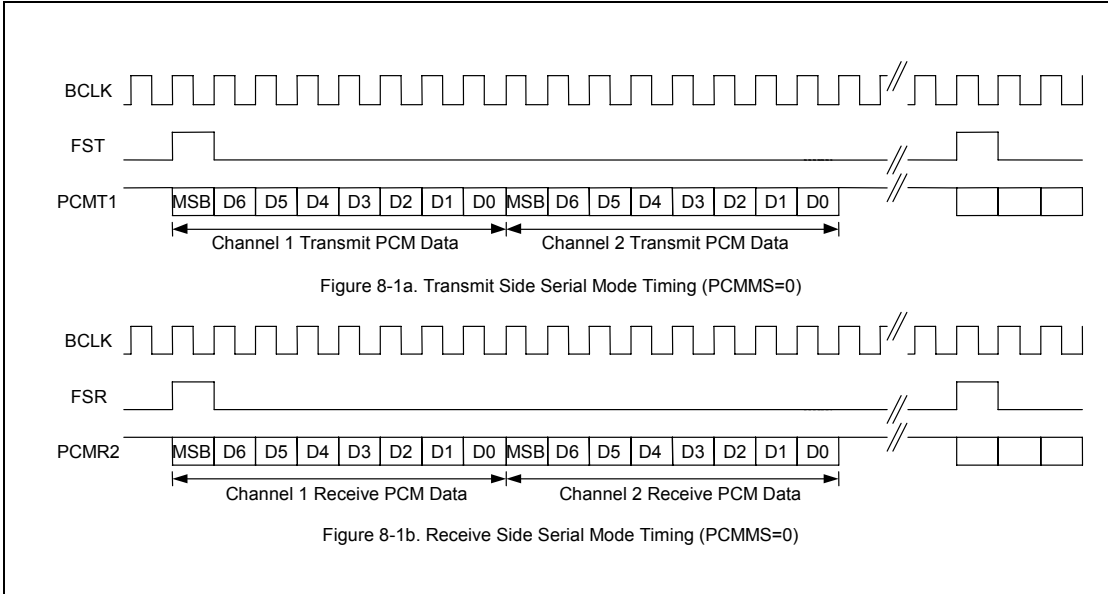 BCLK
FST
PCMT1
MSB D6 D5 D4 D3 D2 D1 D0 MSB D6 D5 D4 D3 D2 D1 D0
Channel 1 Transmit PCM Data Channel 2 Transmit PCM Data
Figure 8-1a. Transmit Side Serial Mode Timing (PCMMS=0)
BCLK
FSR
PCMR2
MSB D6 D5 D4 D3 D2 D1 D0 MSB D6 D5 D4 D3 D2 D1 D0
Channel 1 Receive PCM Data Channel 2 Receive PCM Data
Figure 8-1b. Receive Side Serial Mode Timing (PCMMS=0)